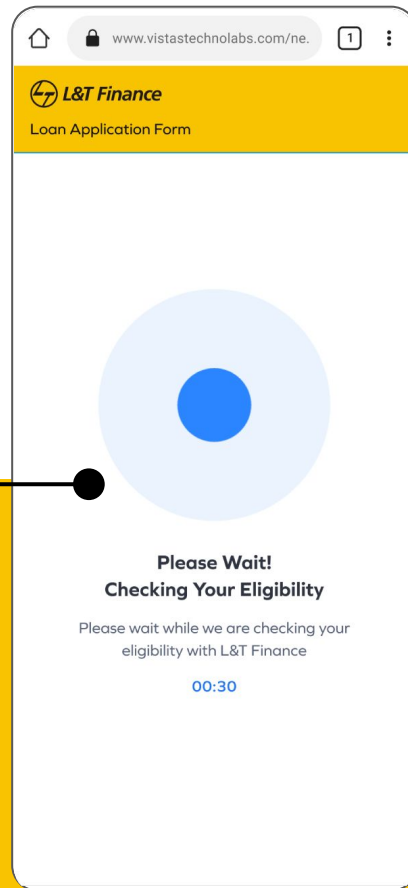 www.vistastechnolabs.com/ne.
1
L&T Finance
Loan Application Form
Please Wait!
Checking Your Eligibility
Please wait while we are checking your
eligibility with L&T Finance
00:30